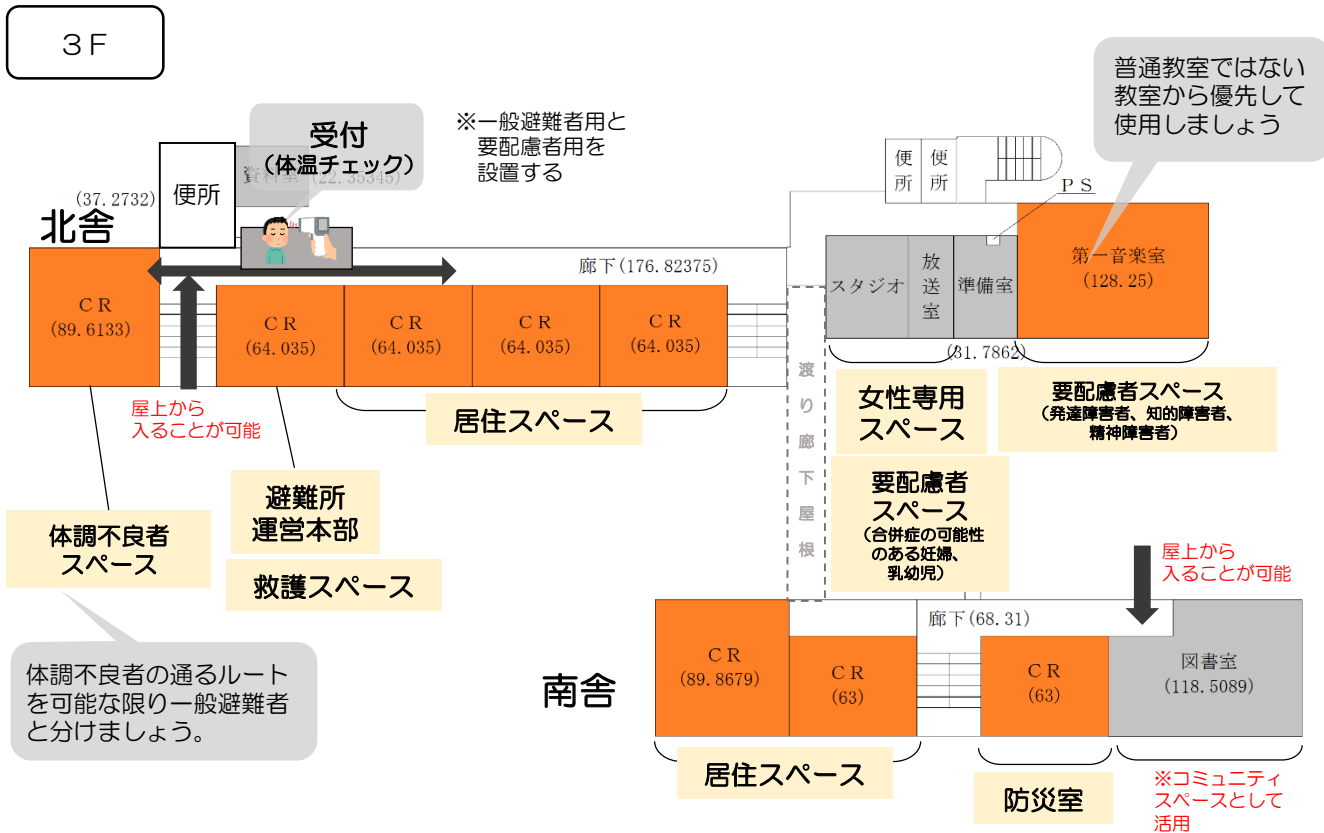 3F
受付
(体温チェック)
※一般避難者用と
要配慮者用を
設置する
普通教室ではない
教室から優先して
使用しましょう
(37.2732)
便所
資料室
(22.35345)
便所
便所
PS
北舎
廊下(176.82375)
スタジオ
放送室
準備室
(31.7862)
第一音楽室
(128.25)
CR
(89.6133)
CR
(64.035)
CR
(64.035)
CR
(64.035)
CR
(64.035)
屋上から
入ることが可能
居住スペース
渡り廊下屋根
女性専用
スペース
要配慮者スペース
(発達障害者、知的障害者、
精神障害者)
体調不良者
スペース
避難所
運営本部
救護スペース
要配慮者
スペース
(合併症の可能性
のある妊婦、
乳幼児)
屋上から
入ることが可能
体調不良者の通るルート
を可能な限り一般避難者
と分けましょう。
南舎
廊下(68.31)
CR
(89.8679)
CR
(63)
CR
(63)
図書室
(118.5089)
居住スペース
防災室
※コミュニティ
スペースとして
活用